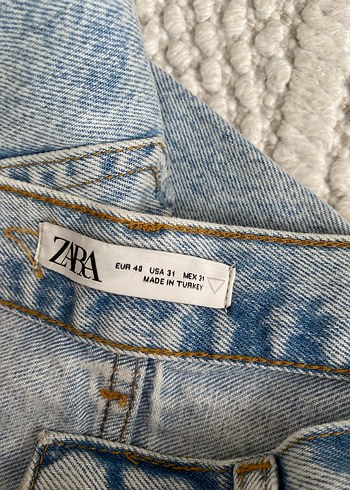 ZARA
EUR 40 USA 31 MEX 31
MADE IN TURKEY